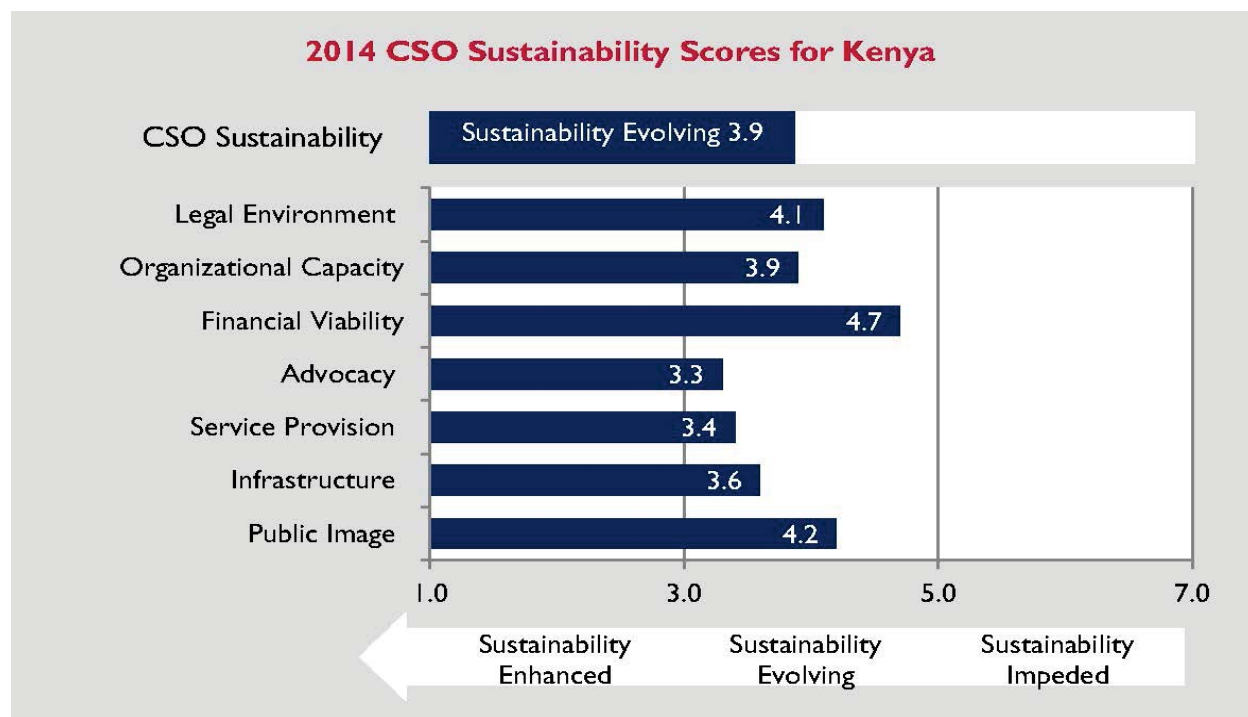 2014 CSO Sustainability Scores for Kenya
CSO Sustainability
Sustainability Evolving 3.9
Legal Environment
4.1
Organizational Capacity
3.9
Financial Viability
4.7
Advocacy
3.3
Service Provision
3.4
Infrastructure
3.6
Public Image
4.2
1.0 3.0 5.0 7.0
Sustainability Enhanced
Sustainability Evolving
Sustainability Impeded